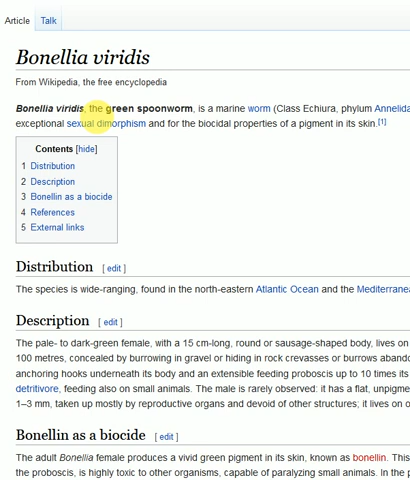 Article Talk
Bonellia viridis
From Wikipedia, the free encyclopedia
Bonellia viridis, the green spoonworm, is a marine worm (Class Echiura, phylum Annelida
exceptional sexual dimorphism and for the biocidal properties of a pigment in its skin.[1]
Contents [hide]
1 Distribution
2 Description
3 Bonellin as a biocide
4 References
5 External links
Distribution [ edit ]
The species is wide-ranging, found in the north-eastern Atlantic Ocean and the Mediterranea
Description [ edit ]
The pale- to dark-green female, with a 15 cm-long, round or sausage-shaped body, lives on
100 metres, concealed by burrowing in gravel or hiding in rock crevasses or burrows aband
anchoring hooks underneath its body and an extensible feeding proboscis up to 10 times its
detritivore, feeding also on small animals. The male is rarely observed: it has a flat, unpigme
1–3 mm, taken up mostly by reproductive organs and devoid of other structures; it lives on o
Bonellin as a biocide [ edit ]
The adult Bonellia female produces a vivid green pigment in its skin, known as bonellin. This
the proboscis, is highly toxic to other organisms, capable of paralyzing small animals. In the p